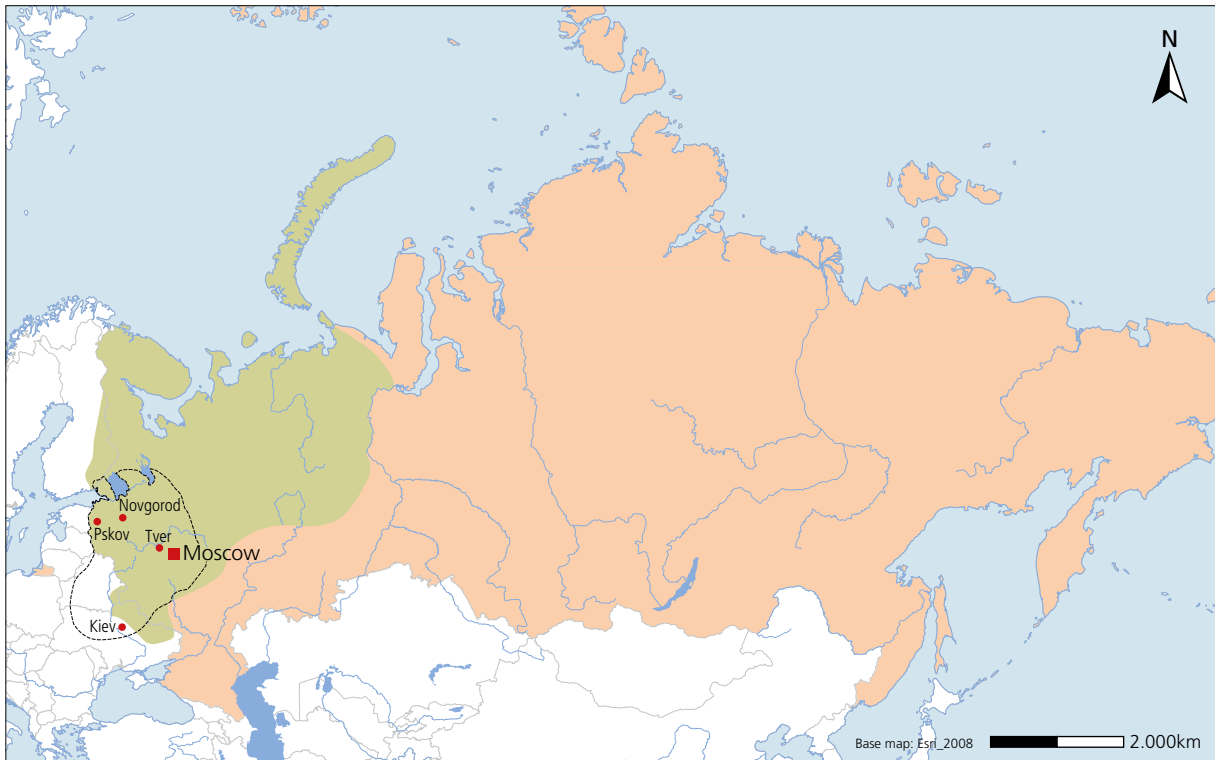 N
Novgorod
Pskov
Tver
Moscow
Kiev
Base map: Esri_2008
2.000km